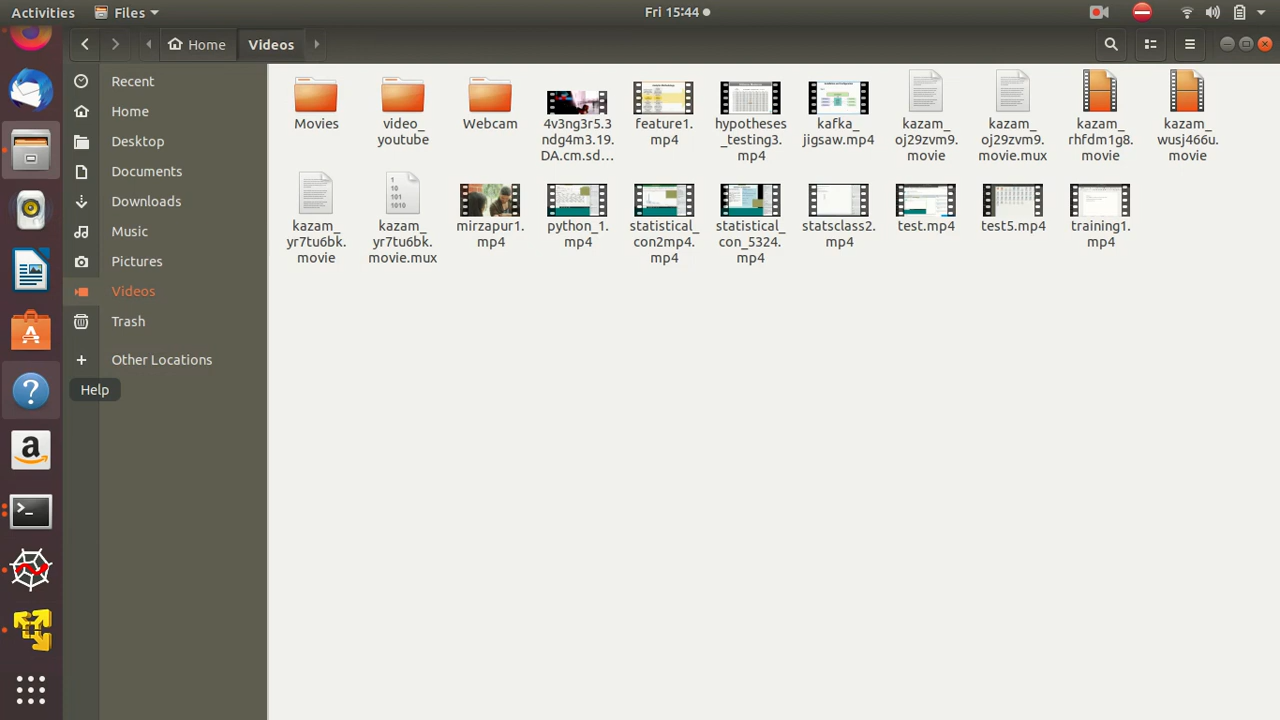 Activities Files Fri 15:44
Home Videos
Recent
Home
Desktop
Documents
Downloads
Music
Pictures
Videos
Trash
Other Locations
Help
Movies
video_
youtube
Webcam
4v3ng3r5.3
ndg4m3.19.
DA.cm.sd...
feature1.
mp4
hypotheses
_testing3.
mp4
kafka_
jigsaw.mp4
kazam_
oj29zvm9.
movie
kazam_
oj29zvm9.
movie.mux
kazam_
rhfdm1g8.
movie
kazam_
wusj466u.
movie
kazam_
yr7tu6bk.
movie
1
10
101
1010
kazam_
yr7tu6bk.
movie.mux
mirzapur1.
mp4
python_1.
mp4
statistical_
con2mp4.
mp4
statistical_
con_5324.
mp4
statsclass2.
mp4
test.mp4
test5.mp4
training1.
mp4